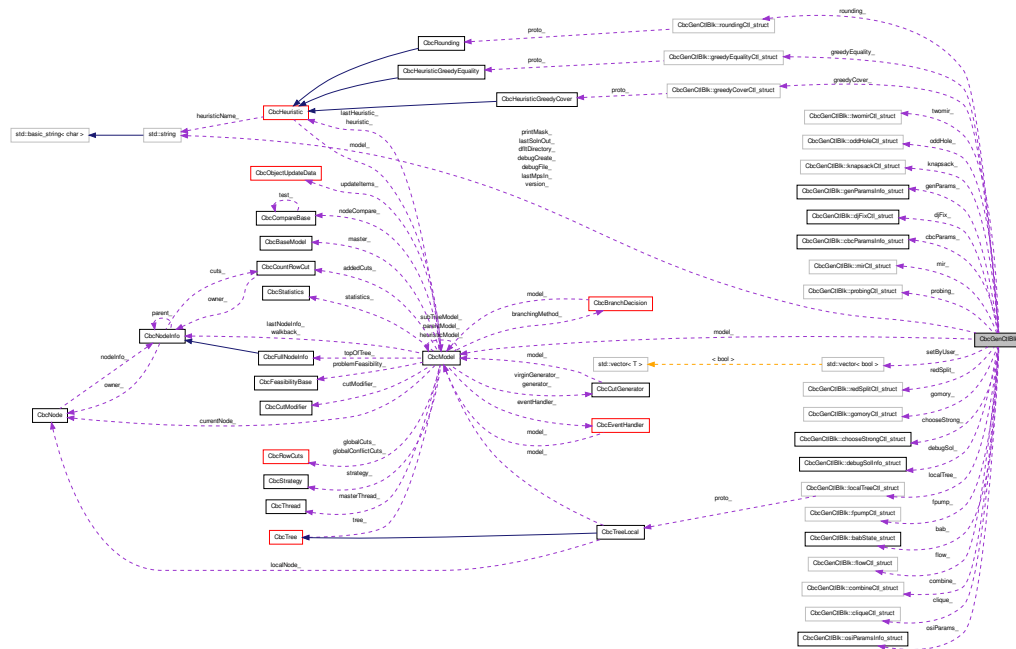 rounding_
CbcGenCtlBlk::roundingCtl_struct
proto_
CbcRounding
greedyEquality_
CbcGenCtlBlk::greedyEqualityCtl_struct
proto_
CbcHeuristicGreedyEquality
greedyCover_
CbcGenCtlBlk::greedyCoverCtl_struct
proto_
CbcHeuristicGreedyCover
CbcHeuristic
lastHeuristic_
heuristic_
heuristicName_
std::basic_string< char >
std::string
CbcGenCtlBlk::twomirCtl_struct
twomir_
printMask_
lastSolnOut_
dfltDirectory_
debugCreate_
debugFile_
lastMpsIn_
version_
oddHole_
CbcGenCtlBlk::oddHoleCtl_struct
model_
knapsack_
CbcGenCtlBlk::knapsackCtl_struct
CbcObjectUpdateData
updateItems_
genParams_
CbcGenCtlBlk::genParamsInfo_struct
test_
CbcCompareBase
nodeCompare_
djFix_
CbcGenCtlBlk::djFixCtl_struct
CbcBaseModel
master_
cbcParams_
CbcGenCtlBlk::cbcParamsInfo_struct
cuts_
CbcCountRowCut
addedCuts_
mir_
CbcGenCtlBlk::mirCtl_struct
owner_
CbcStatistics
statistics_
probing_
CbcGenCtlBlk::probingCtl_struct
model_
CbcBranchDecision
branchingMethod_
parent_
CbcNodeInfo
lastNodeInfo_
walkback_
subTreeModel_
parentModel_
heuristicModel_
model_
CbcGenCtlBlk
nodeInfo_
CbcFullNodeInfo
topOfTree_
CbcModel
model_
std::vector< T >
< bool >
std::vector< bool >
setByUser_
problemFeasibility_
CbcFeasibilityBase
virginGenerator_
generator_
CbcCutGenerator
redSplit_
CbcGenCtlBlk::redSplitCtl_struct
owner_
cutModifier_
CbcCutModifier
eventHandler_
gomory_
CbcGenCtlBlk::gomoryCtl_struct
CbcNode
currentNode_
CbcEventHandler
chooseStrong_
CbcGenCtlBlk::chooseStrongCtl_struct
model_
model_
globalCuts_
globalConflictCuts_
CbcRowCuts
debugSol_
CbcGenCtlBlk::debugSolInfo_struct
strategy_
CbcStrategy
localTree_
CbcGenCtlBlk::localTreeCtl_struct
proto_
masterThread_
CbcThread
fpump_
CbcGenCtlBlk::fpumpCtl_struct
tree_
CbcTree
CbcTreeLocal
bab_
CbcGenCtlBlk::babState_struct
localNode_
flow_
CbcGenCtlBlk::flowCtl_struct
combine_
CbcGenCtlBlk::combineCtl_struct
clique_
CbcGenCtlBlk::cliqueCtl_struct
osiParams_
CbcGenCtlBlk::osiParamsInfo_struct